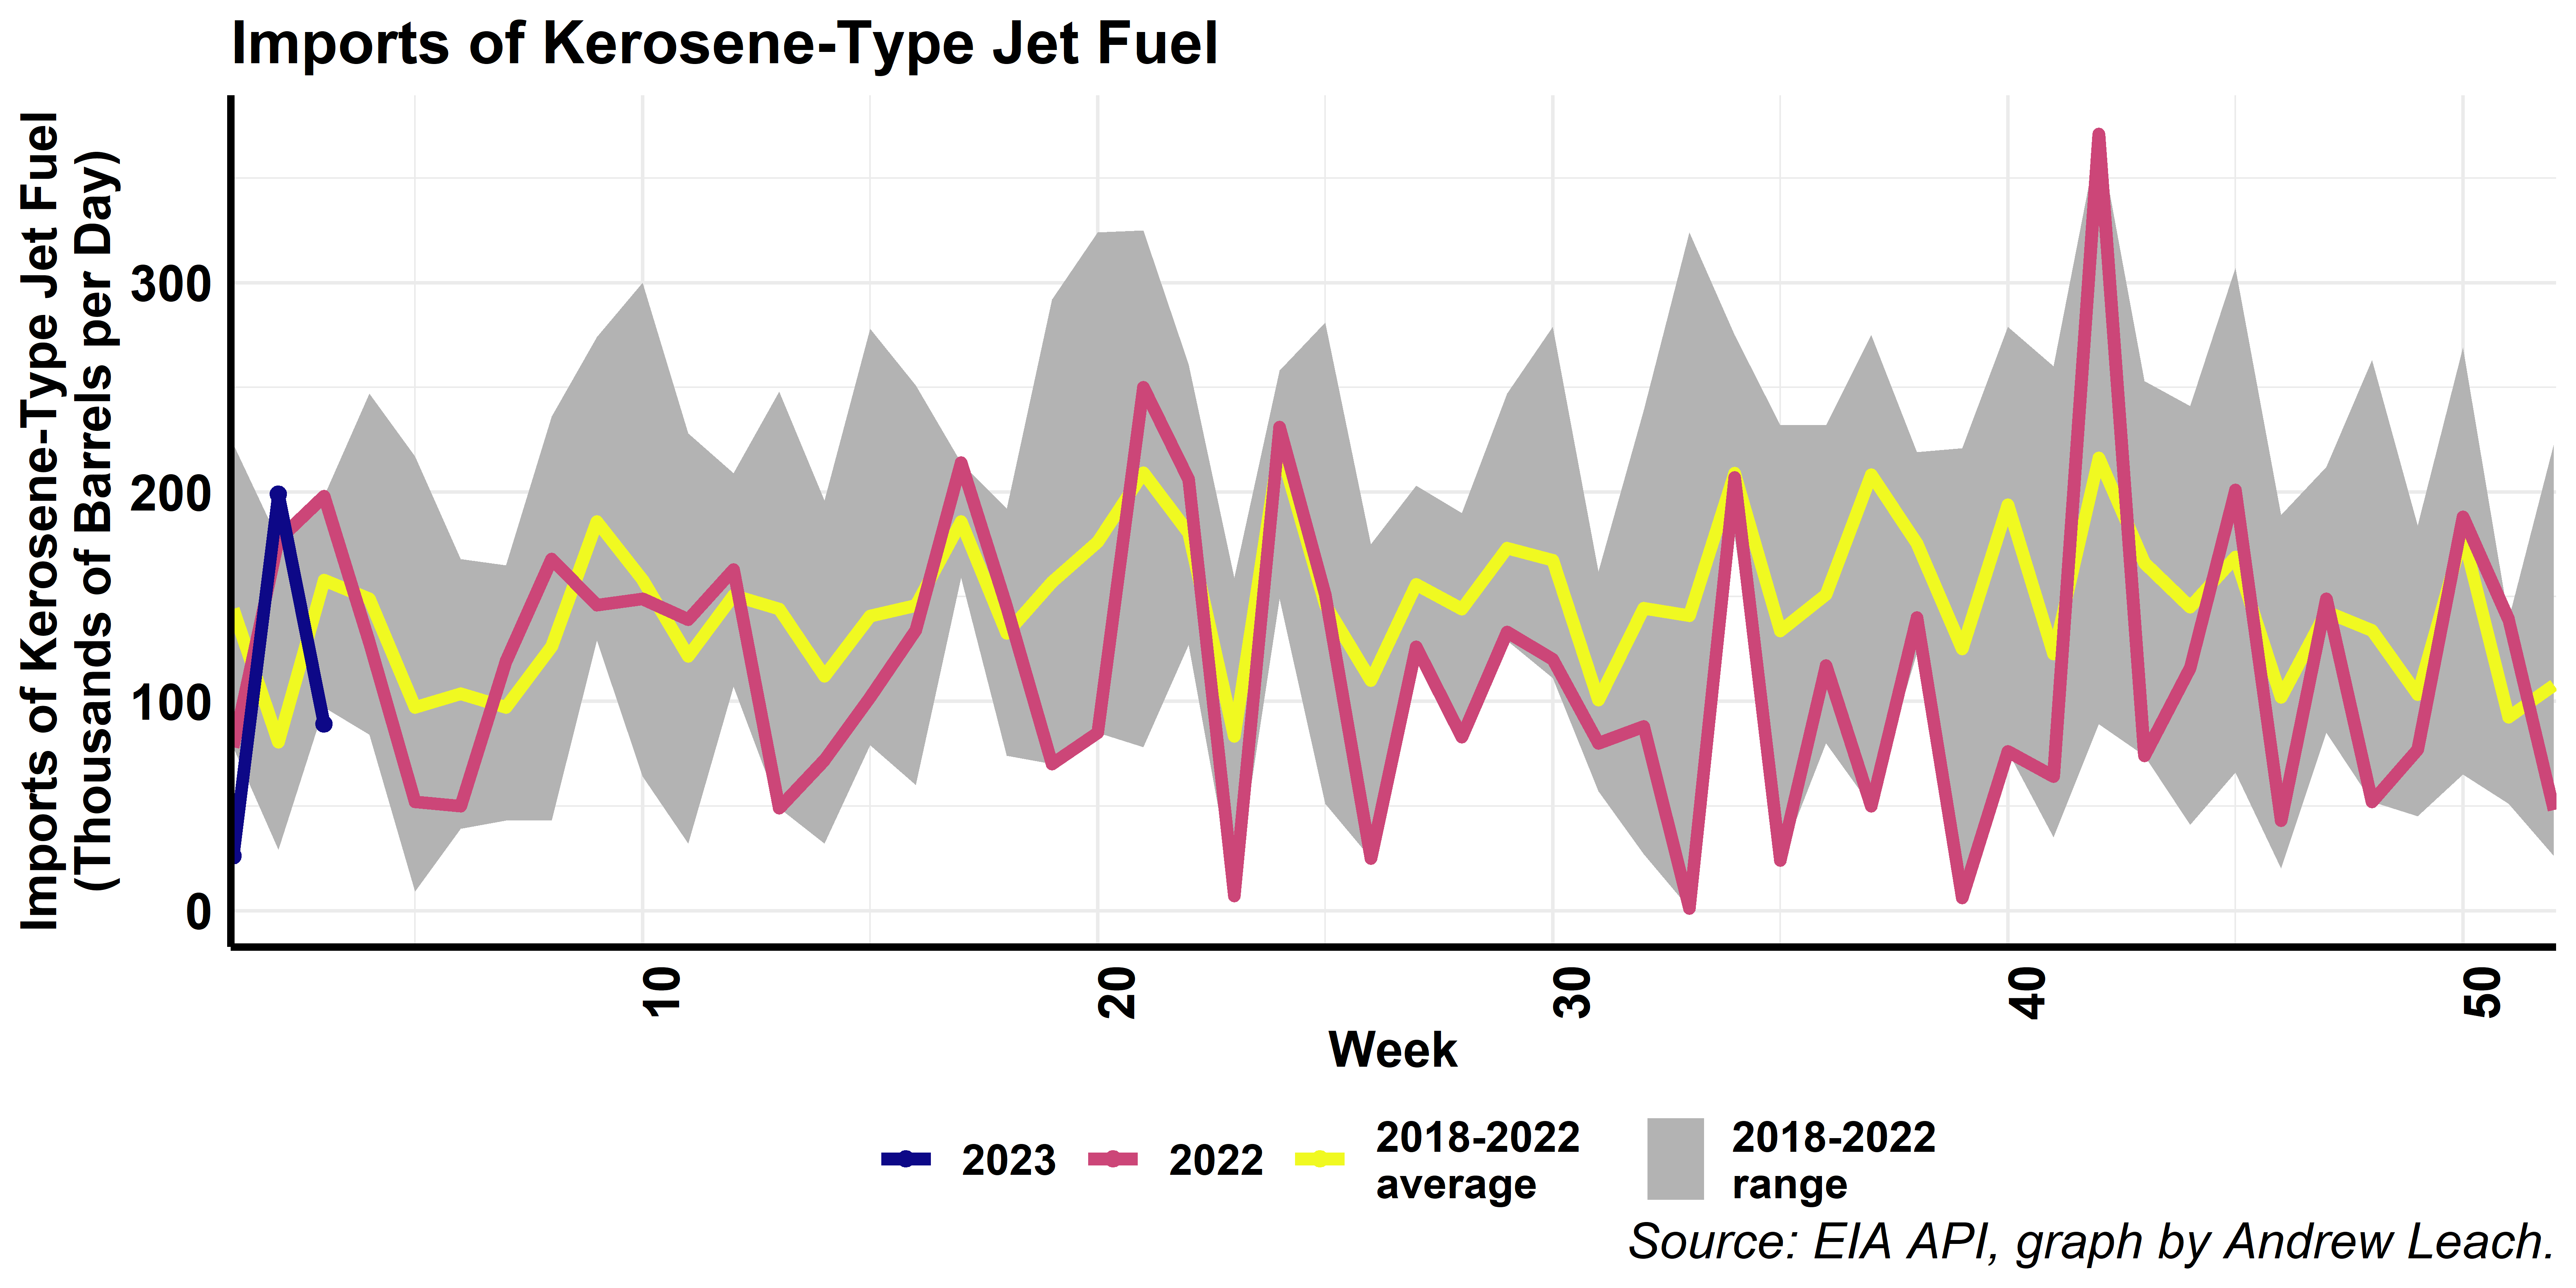 Imports of Kerosene-Type Jet Fuel
Imports of Kerosene-Type Jet Fuel
(Thousands of Barrels per Day)
300
200
100
0
10
20
30
40
50
Week
2023
2022
2018-2022
average
2018-2022
range
Source: EIA API, graph by Andrew Leach.